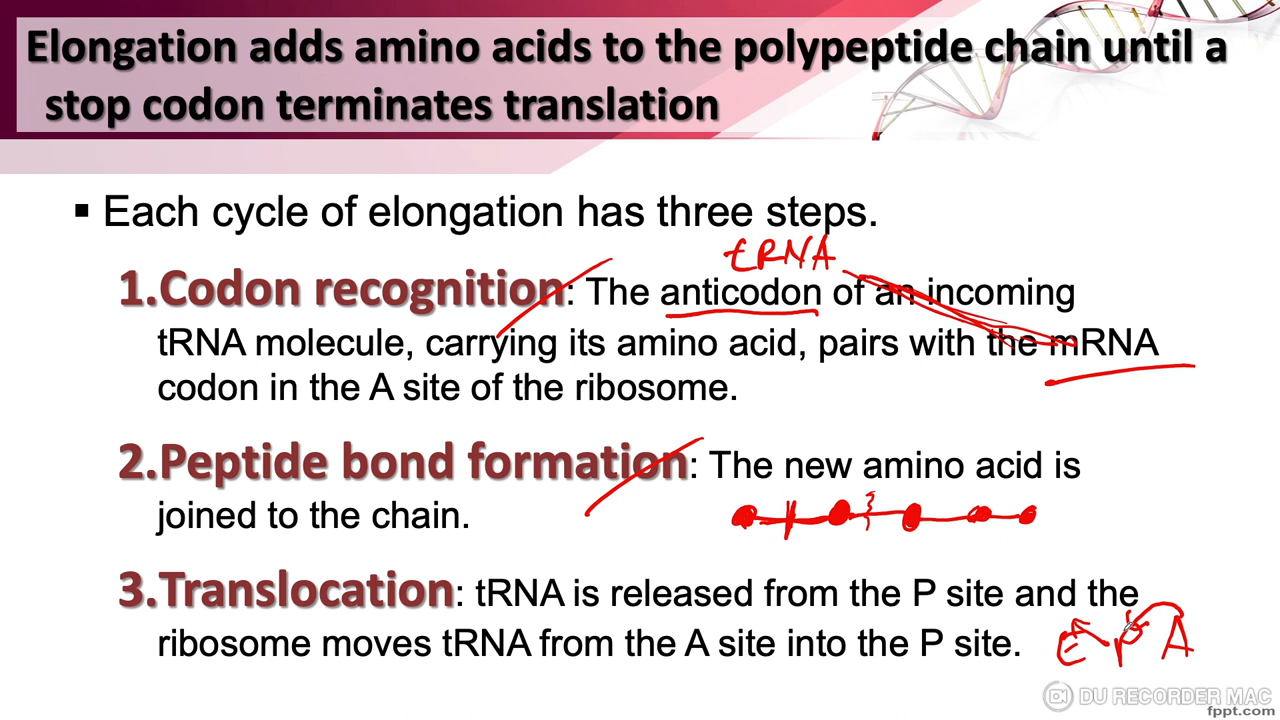 Elongation adds amino acids to the polypeptide chain until a
stop codon terminates translation
▪ Each cycle of elongation has three steps.
tRNA
1.Codon recognition: The anticodon of an incoming
tRNA molecule, carrying its amino acid, pairs with the mRNA
codon in the A site of the ribosome.
2.Peptide bond formation: The new amino acid is
joined to the chain.
3.Translocation: tRNA is released from the P site and the
ribosome moves tRNA from the A site into the P site.
E P A
DU RECORDER MAC
fppt.com